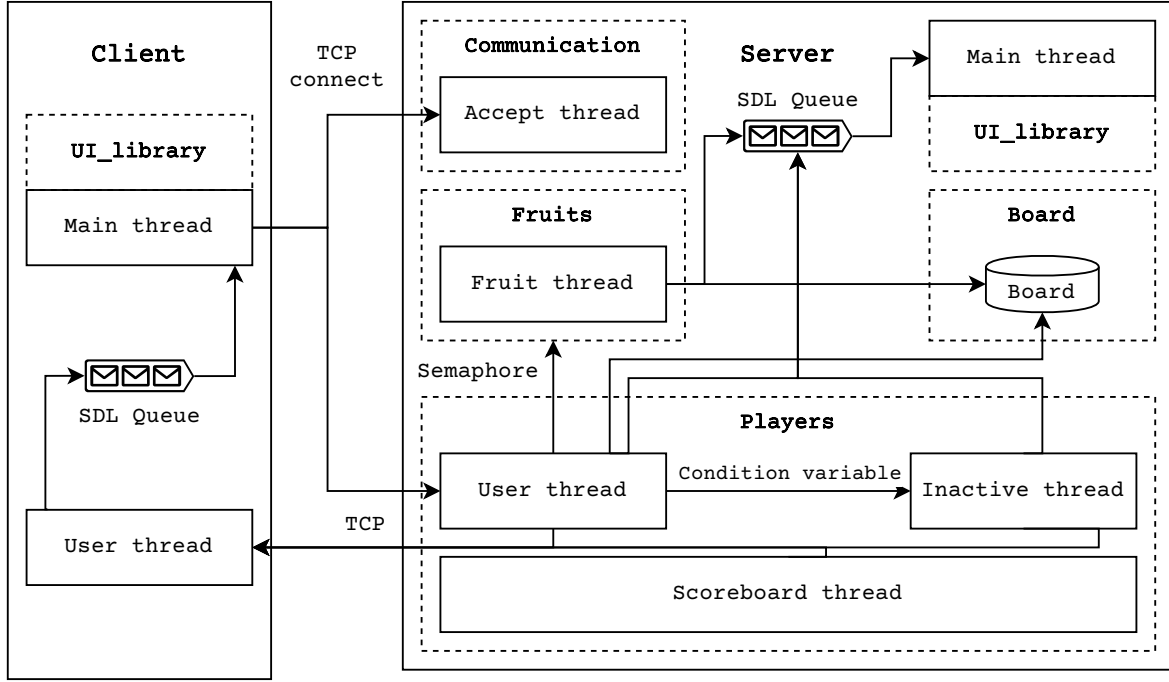 Client
UI_library
Main thread
SDL Queue
User thread
TCP
connect
TCP
Server
Communication
Accept thread
SDL Queue
Main thread
UI_library
Fruits
Fruit thread
Board
Board
Semaphore
Players
User thread
Condition variable
Inactive thread
Scoreboard thread